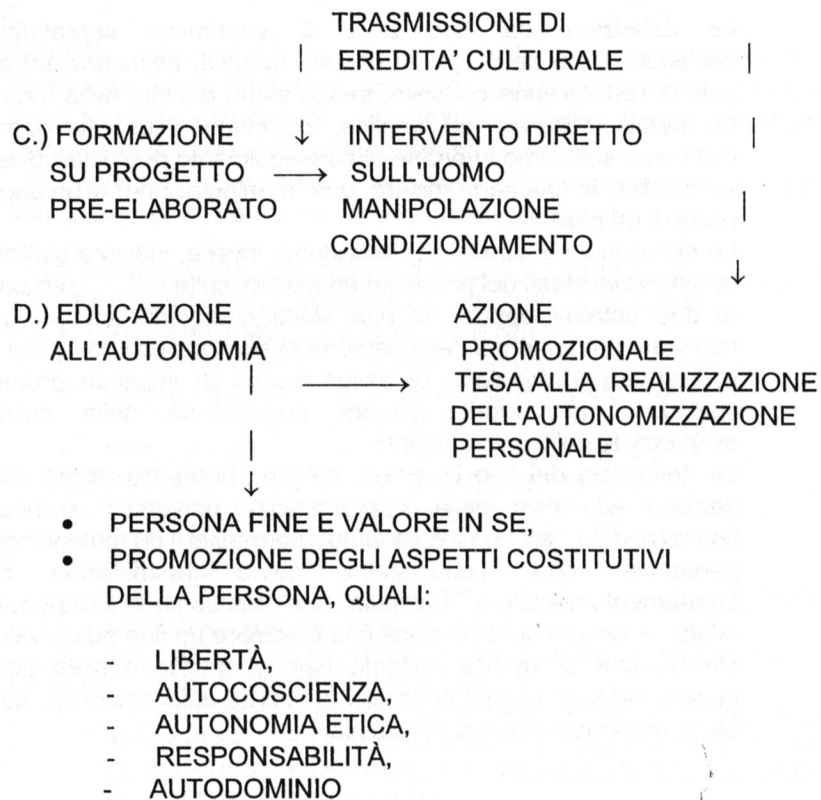 TRASMISSIONE DI
EREDITA' CULTURALE
C.) FORMAZIONE
SU PROGETTO
PRE-ELABORATO
INTERVENTO DIRETTO
SULL'UOMO
MANIPOLAZIONE
CONDIZIONAMENTO
D.) EDUCAZIONE
ALL'AUTONOMIA
AZIONE
PROMOZIONALE
TESA ALLA REALIZZAZIONE
DELL'AUTONOMIZZAZIONE
PERSONALE
• PERSONA FINE E VALORE IN SE,
• PROMOZIONE DEGLI ASPETTI COSTITUTIVI
DELLA PERSONA, QUALI:
- LIBERTÀ,
- AUTOCOSCIENZA,
- AUTONOMIA ETICA,
- RESPONSABILITÀ,
- AUTODOMINIO